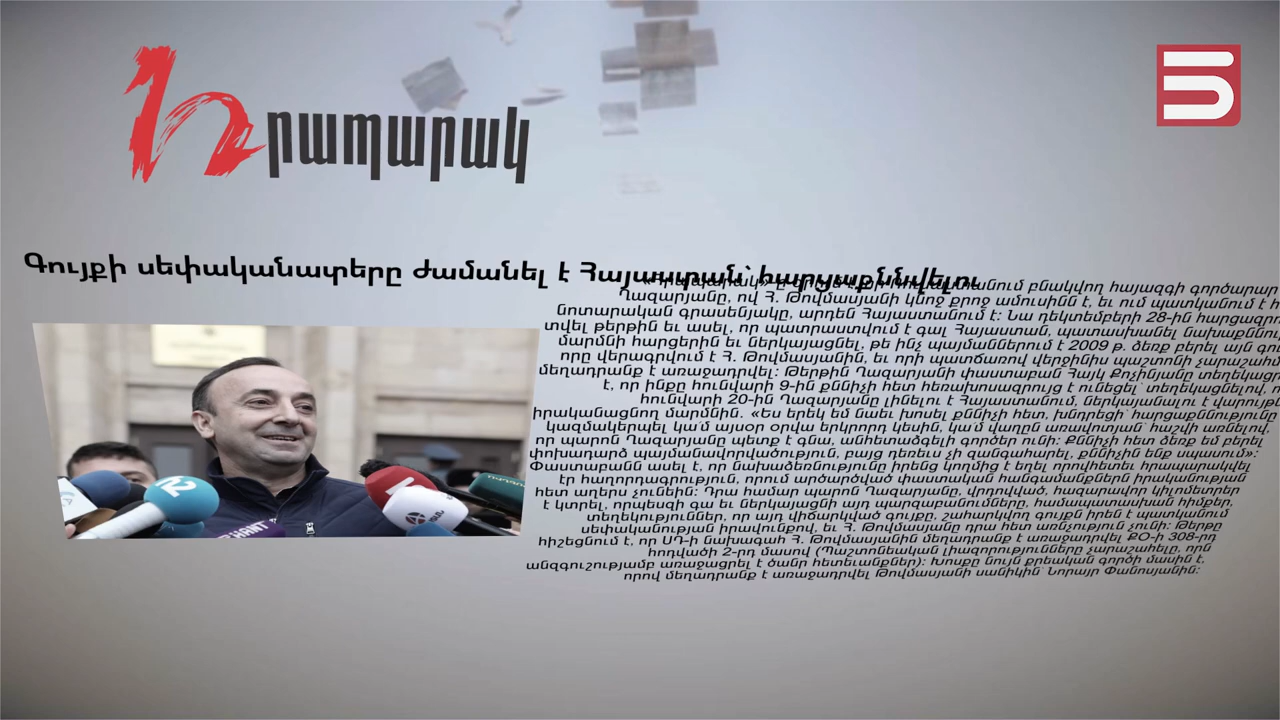 Հրապարակ
Գույքի սեփականատերը ժամանել է Հայաստան՝ հարցաքննվելու
բնակվող հայազգի գործարար
Ղազարյանը, ով Հ. Թովմասյանի կնոջ քրոջ ամուսինն է, եւ ում պատկանում է
նոտարական գրասենյակը, արդեն Հայաստանում է: Նա դեկտեմբերի 28-ին
տվել թերթին եւ ասել, որ պատրաստվում է գալ Հայաստան, պատասխանել
մարմնի հարցերին եւ ներկայացնել, թե ինչ պայմաններում է 2009 թ. ձեռք բերել այն
որը վերագրվում է Հ. Թովմասյանին, եւ որի պատճառով վերջինիս պաշտոնի
մեղադրանք է առաջադրվել: Թերթին Ղազարյանի փաստաբան Հայկ Քոչինյանը
է, որ ինքը հունվարի 9-ին քննիչի հետ հեռախոսազրույց է ունեցել՝ տեղեկացնելով,
հունվարի 20-ին Ղազարյանը լինելու է Հայաստանում, ներկայանալու է վարույթն
իրականացնող մարմնին. «Ես երեկ եմ նաեւ խոսել քննիչի հետ, խնդրեցի՝ հարցաքննությունը
կազմակերպել կա՛մ այսօր օրվա երկրորդ կեսին, կա՛մ վաղըն առավոտյան՝ հաշվի առնելով,
որ պարոն Ղազարյանը պետք է գնա, անհետաձգելի գործեր ունի: Քննիչի հետ ձեռք եմ բերել
փոխադարձ պայմանավորվածություն, բայց դեռեւս չի զանգահարել, քննիչին ենք սպասում»:
Փաստաբանն ասել է, որ նախաձեռնությունը իրենց կողմից է եղել որովհետեւ հրապարակվել
էր հաղորդագրություն, որում արծարծված փաստական հանգամանքներն իրականության
հետ աղերս չունեին: Դրա համար պարոն Ղազարյանը, վրդովված, հազարավոր կիլոմետրեր
է կտրել, որպեսզի գա եւ ներկայացնի այդ պարզաբանումները, համապատասխան հիմքեր,
տեղեկություններ, որ այդ վիճարկված գույքը, շահարկվող գույքն իրեն է պատկանում
սեփականության իրավունքով, եւ Հ. Թովմասյանը դրա հետ առնչություն չունի: Թերթը
հիշեցնում է, որ ՍԴ-ի նախագահ Հ. Թովմասյանին մեղադրանք է առաջադրվել ՔՕ-ի 308-րդ
հոդվածի 2-րդ մասով (Պաշտոնեական լիազորությունները չարաշահելը, որն
անզգուշությամբ առաջացրել է ծանր հետեւանքներ): Խոսքը նույն քրեական գործի մասին է,
որով մեղադրանք է առաջադրվել Թովմասյանի սանիկին՝ Նորայր Փանոսյանին:
12
5